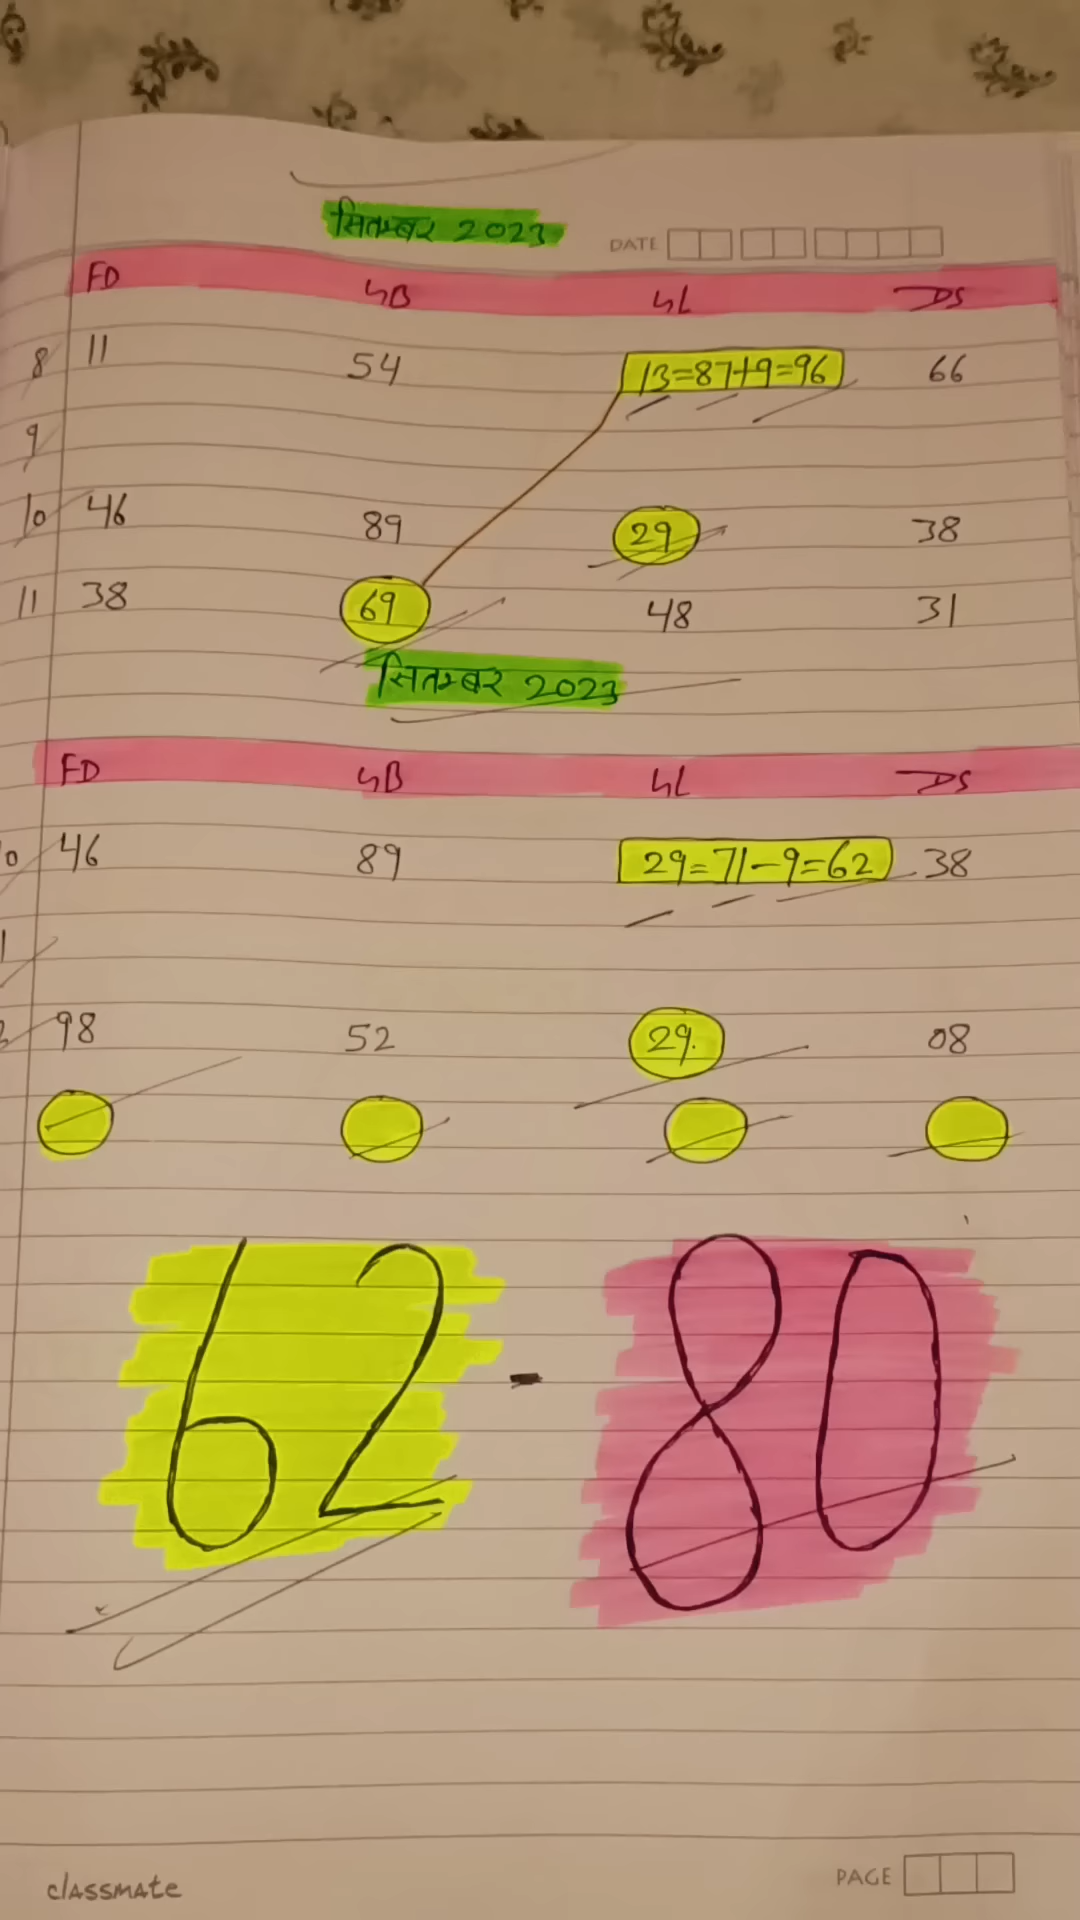 सितम्बर 2023
DATE
FD GB GL DS
8 11 54 13=87+9=96 66
9
10 46 89 29 38
11 38 69 48 31
सितम्बर 2023
FD GB GL DS
0 46 89 29=71-9=62 38
1
98 52 29. 08
62 - 80
classmate
PAGE